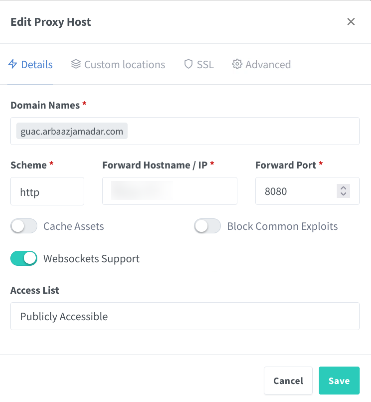 Edit Proxy Host
Details Custom locations SSL Advanced
Domain Names *
guac.arbaazjamadar.com
Scheme * Forward Hostname / IP * Forward Port *
http 8080
Cache Assets Block Common Exploits
Websockets Support
Access List
Publicly Accessible
Cancel Save